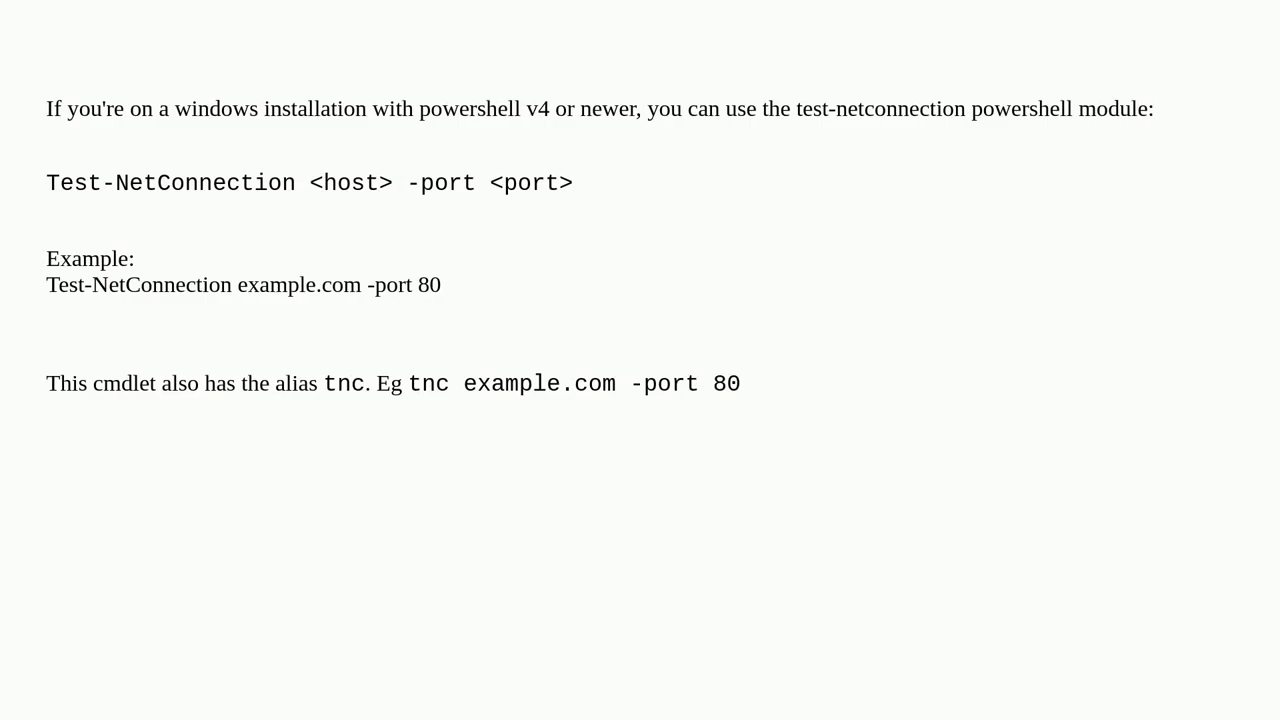 If you're on a windows installation with powershell v4 or newer, you can use the test-netconnection powershell module:
Test-NetConnection <host> -port <port>
Example:
Test-NetConnection example.com -port 80
This cmdlet also has the alias tnc. Eg tnc example.com -port 80